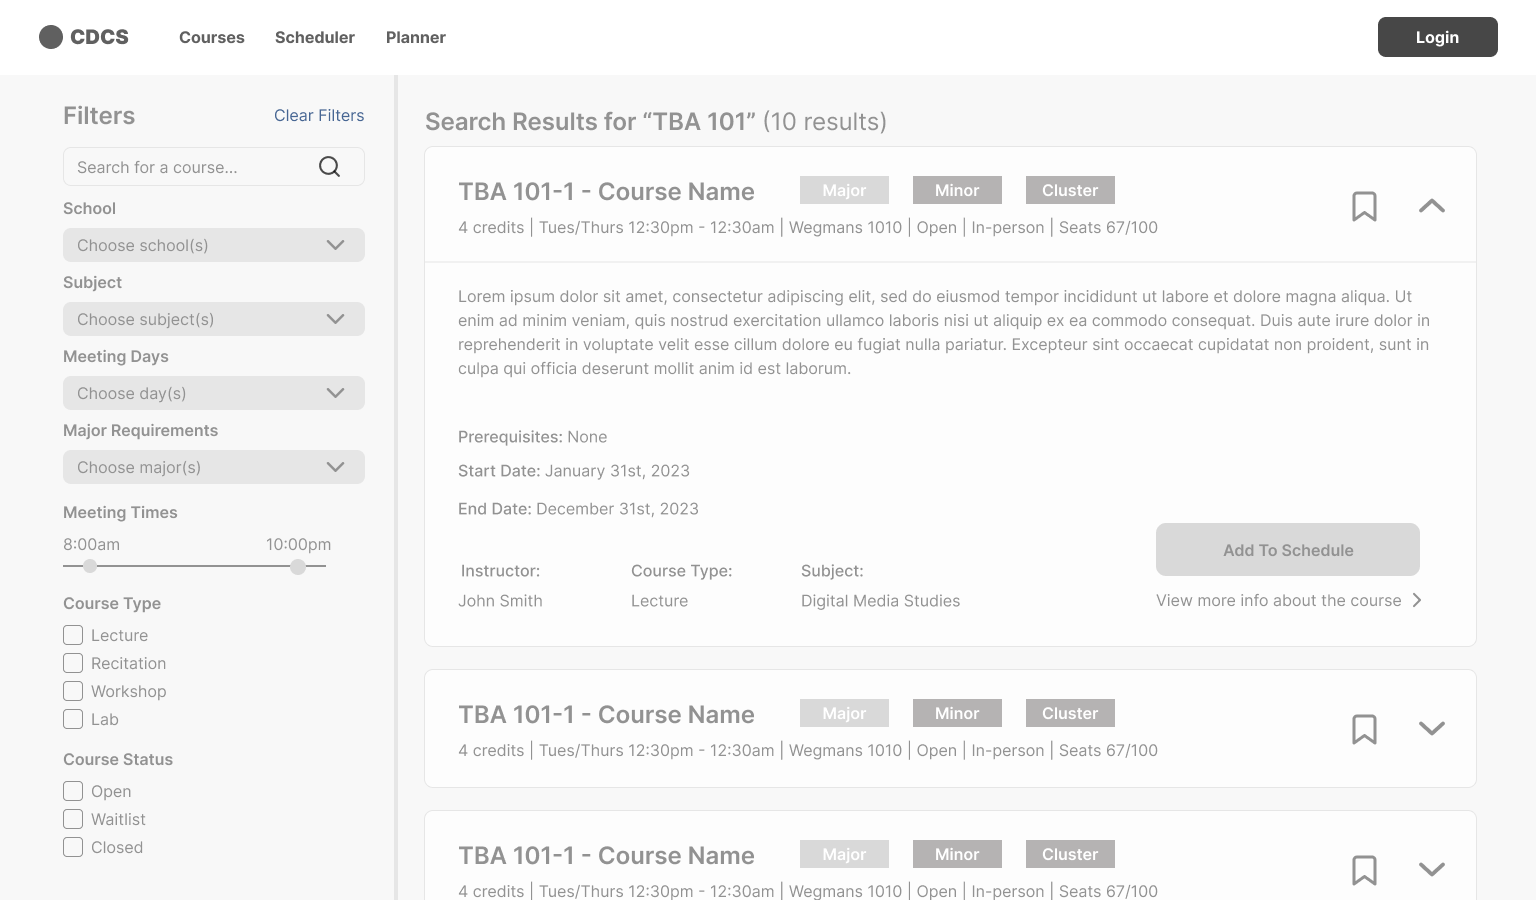 CDCS
Courses
Scheduler
Planner
Login
Filters
Clear Filters
Search for a course...
School
Choose school(s)
Subject
Choose subject(s)
Meeting Days
Choose day(s)
Major Requirements
Choose major(s)
Meeting Times
8:00am
10:00pm
Course Type
Lecture
Recitation
Workshop
Lab
Course Status
Open
Waitlist
Closed
Search Results for “TBA 101” (10 results)
TBA 101-1 - Course Name
Major
Minor
Cluster
4 credits | Tues/Thurs 12:30pm - 12:30am | Wegmans 1010 | Open | In-person | Seats 67/100
Lorem ipsum dolor sit amet, consectetur adipiscing elit, sed do eiusmod tempor incididunt ut labore et dolore magna aliqua. Ut
enim ad minim veniam, quis nostrud exercitation ullamco laboris nisi ut aliquip ex ea commodo consequat. Duis aute irure dolor in
reprehenderit in voluptate velit esse cillum dolore eu fugiat nulla pariatur. Excepteur sint occaecat cupidatat non proident, sunt in
culpa qui officia deserunt mollit anim id est laborum.
Prerequisites: None
Start Date: January 31st, 2023
End Date: December 31st, 2023
Instructor:
John Smith
Course Type:
Lecture
Subject:
Digital Media Studies
Add To Schedule
View more info about the course
TBA 101-1 - Course Name
Major
Minor
Cluster
4 credits | Tues/Thurs 12:30pm - 12:30am | Wegmans 1010 | Open | In-person | Seats 67/100
TBA 101-1 - Course Name
Major
Minor
Cluster
4 credits | Tues/Thurs 12:30pm - 12:30am | Wegmans 1010 | Open | In-person | Seats 67/100